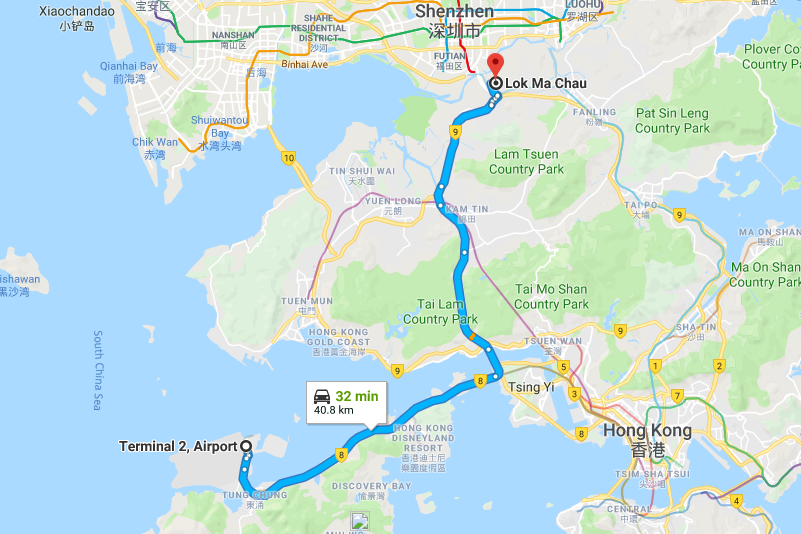 Xiaochandao
小铲岛
宝安区
Shenzhen
深圳市
LUOHU
罗湖区
SHAHE
RESIDENTIAL
DISTRICT
沙河
NANSHAN
南山区
前海
Qianhai Bay
前海湾
Binhai Ave
后海
FUTIAN
福田区
Plover Cove
Country Park
Lok Ma Chau
Shuiwantou
Bay
水湾头湾
Chik Wan
赤湾
9
FANLING
粉嶺
Pat Sin Leng
Country Park
10
Lam Tsuen
Country Park
TIN SHUI WAI
天水圍
YUEN LONG
元朗
KAM TIN
錦田
TAI PO
大埔
9
MA ON SHAN
馬鞍山
Ma On Shan
Country Park
ishawan
黑沙湾
TUEN MUN
屯門
Tai Lam
Country Park
Tai Mo Shan
Country Park
South China Sea
HONG KONG
GOLD COAST
香港黃金海岸
TSUEN WAN
荃灣
9
SHA TIN
沙田
9
8
Tsing Yi
5
1
2
32 min
40.8 km
3
7
8
HONG KONG
DISNEYLAND
RESORT
香港迪士尼
樂園度假區
Hong Kong
香港
Terminal 2, Airport
8
TSIM SHA TSUI
尖沙咀
TUNG CHUNG
東涌
DISCOVERY BAY
愉景灣
4
CENTRAL
中環